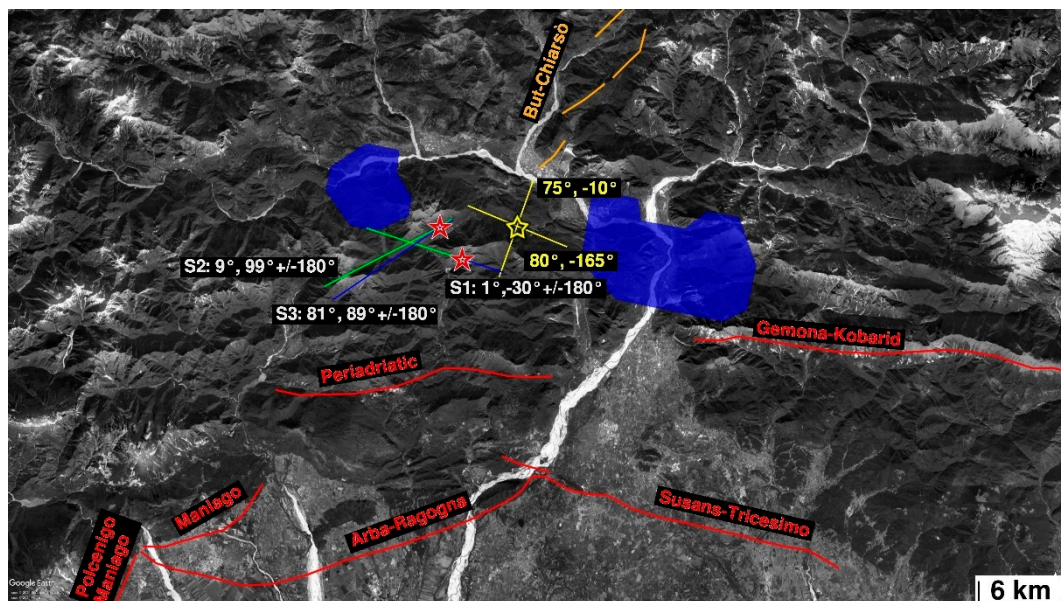 But-Chiarsò
75°, -10°
80°, -165°
S2: 9°, 99°+/-180°
S1: 1°,-30°+/-180°
S3: 81°, 89°+/-180°
Gemona-Kobarid
Periadriatic
Maniago
Arba-Ragogna
Susans-Tricesimo
Polcenigo
Maniago
Google Earth
6 km